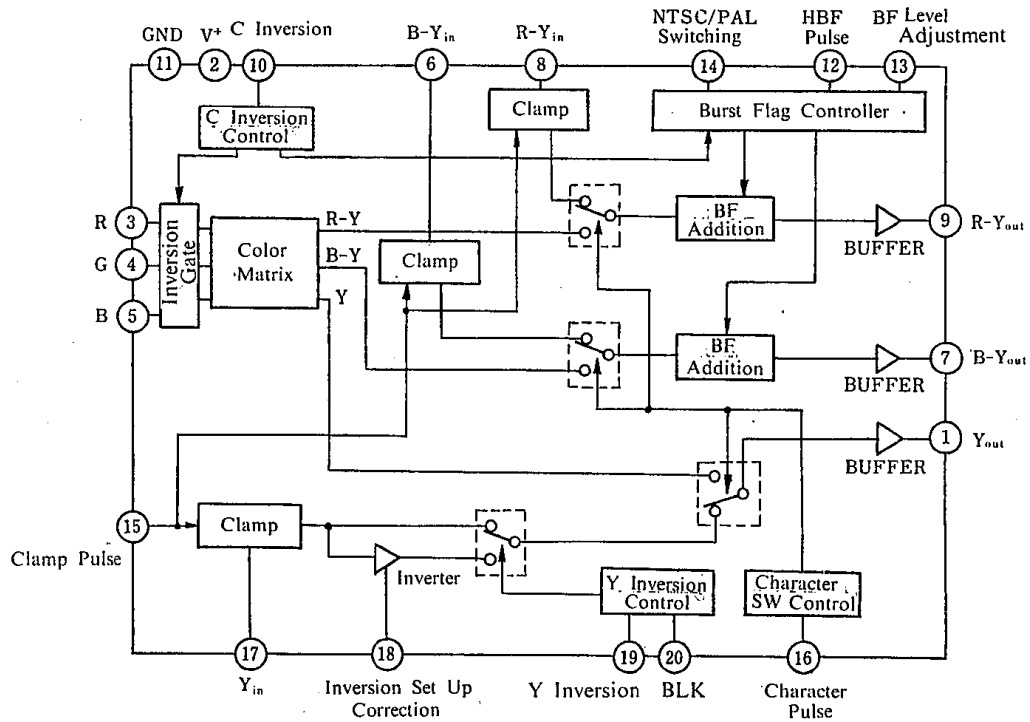 NTSC/PAL
Switching
HBF
Pulse
BF Level
Adjustment
GND
V+
C Inversion
B-Yin
R-Yin
11
2
10
6
8
14
12
13
C Inversion
Control
Clamp
Burst Flag Controller
R
3
G
4
B
5
Inversion
Gate
Color
Matrix
R-Y
B-Y
Y
Clamp
BF
Addition
BUFFER
9
R-Yout
BF
Addition
BUFFER
7
B-Yout
BUFFER
1
Yout
15
Clamp Pulse
Clamp
Inverter
Y Inversion
Control
Character
SW Control
17
18
19
20
16
Yin
Inversion Set Up
Correction
Y Inversion
BLK
Character
Pulse